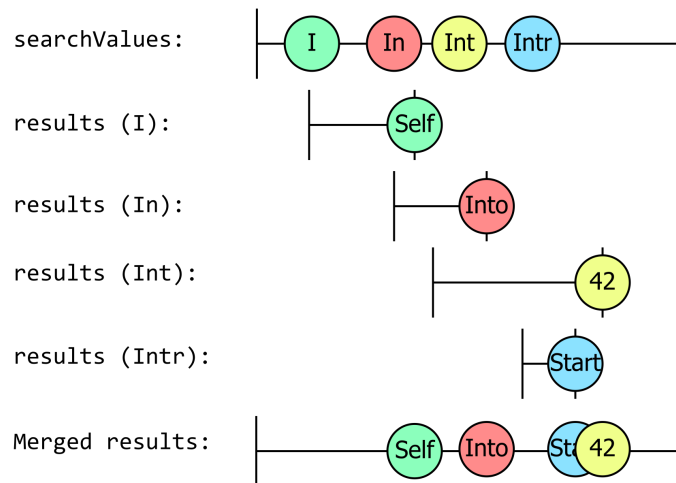 searchValues: I In Int Intr
results (I): Self
results (In): Into
results (Int): 42
results (Intr): Start
Merged results: Self Into Sta 42